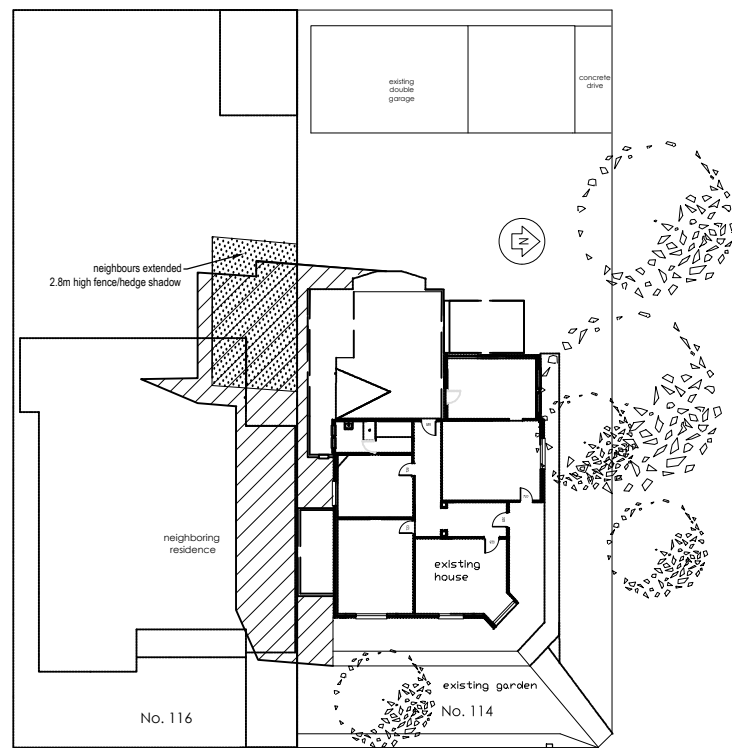 existing
double
garage
concrete
drive
N
neighbours extended
2.8m high fence/hedge shadow
neighboring
residence
existing
house
existing garden
No. 116
No. 114